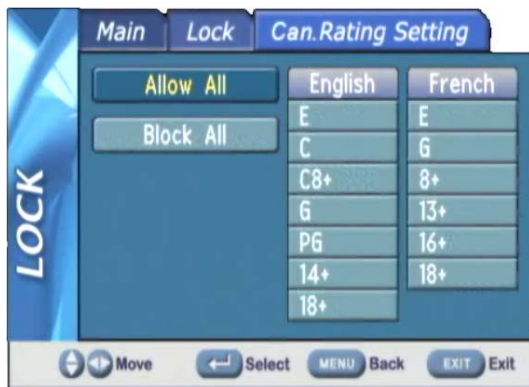 Main Lock Can.Rating Setting
Allow All
Block All
English
E
C
C8+
G
PG
14+
18+
French
E
G
8+
13+
16+
18+
LOCK
Move Select MENU Back EXIT Exit